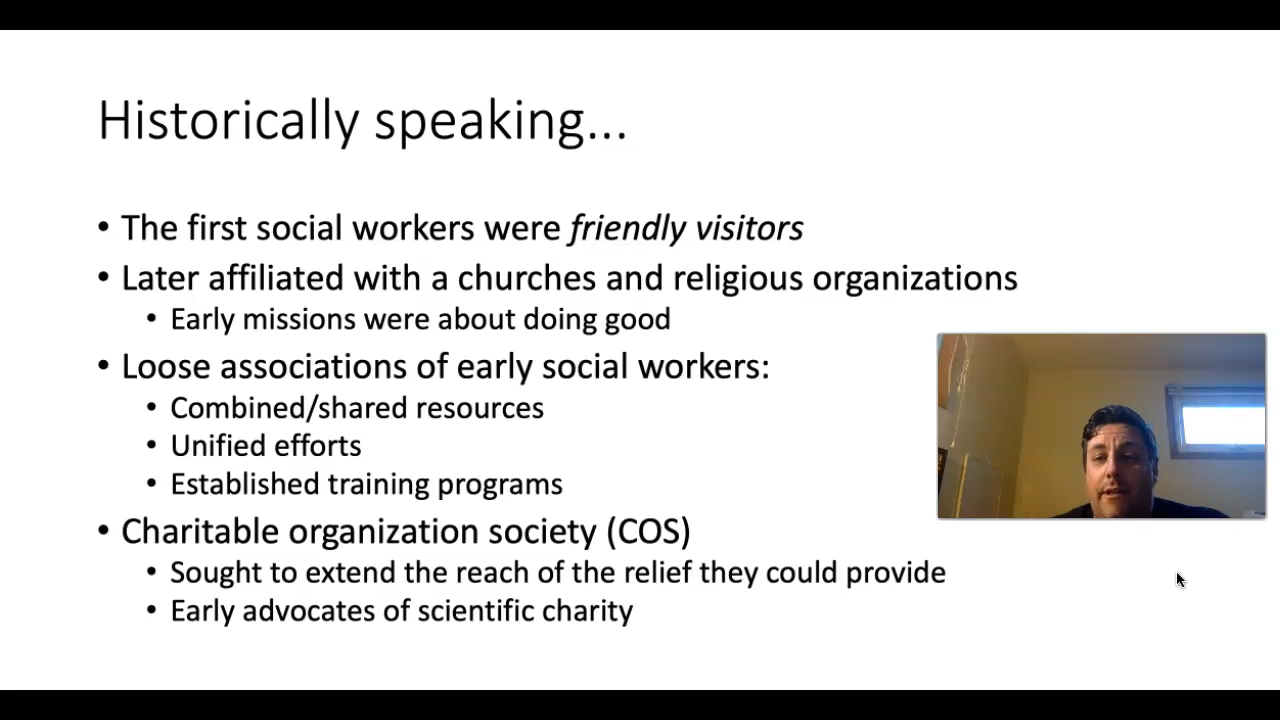 Historically speaking...
• The first social workers were friendly visitors
• Later affiliated with a churches and religious organizations
• Early missions were about doing good
• Loose associations of early social workers:
• Combined/shared resources
• Unified efforts
• Established training programs
• Charitable organization society (COS)
• Sought to extend the reach of the relief they could provide
• Early advocates of scientific charity